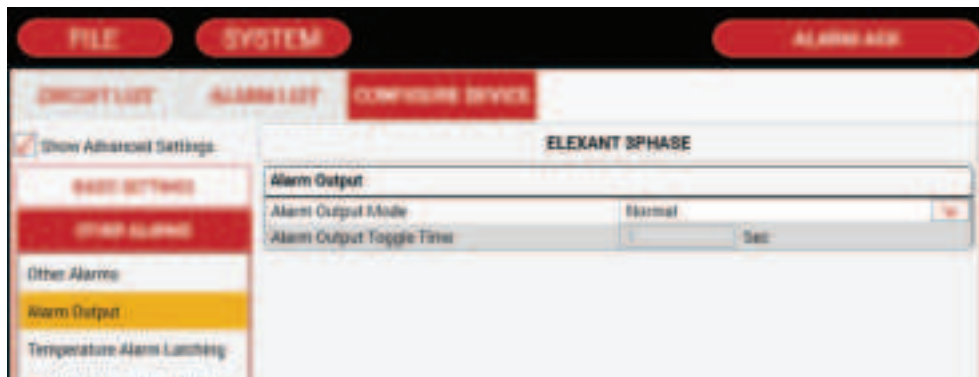 FILE SYSTEM ALARM ACK
CIRCUIT LIST ALARM LIST CONFIGURE DEVICE
Show Advanced Settings
ELEXANT 3PHASE
BASIC SETTINGS
Alarm Output
OTHER ALARMS
Alarm Output Mode Normal
Alarm Output Toggle Time Sec
Other Alarms
Alarm Output
Temperature Alarm Latching